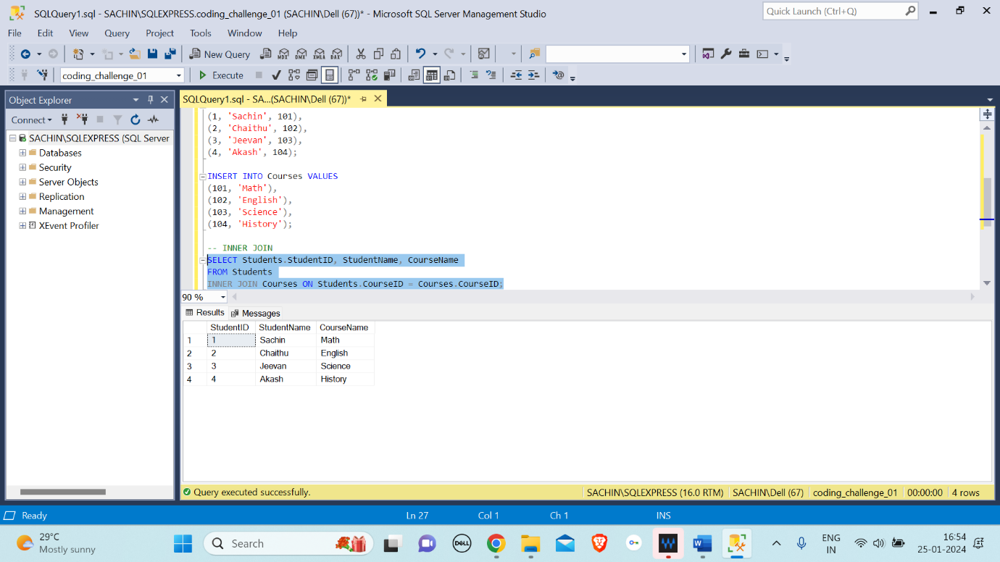 SQLQuery1.sql - SACHIN\SQLEXPRESS.coding_challenge_01 (SACHIN\Dell (67))* - Microsoft SQL Server Management Studio
Quick Launch (Ctrl+Q)
File Edit View Query Project Tools Window Help
New Query MDX DMX XMLA DAX
coding_challenge_01 Execute
Object Explorer
SQLQuery1.sql - SA...(SACHIN\Dell (67))*
Connect
SACHIN\SQLEXPRESS (SQL Server
Databases
Security
Server Objects
Replication
Management
XEvent Profiler
(1, 'Sachin', 101),
(2, 'Chaithu', 102),
(3, 'Jeevan', 103),
(4, 'Akash', 104);
INSERT INTO Courses VALUES
(101, 'Math'),
(102, 'English'),
(103, 'Science'),
(104, 'History');
-- INNER JOIN
SELECT Students.StudentID, StudentName, CourseName
FROM Students
INNER JOIN Courses ON Students.CourseID = Courses.CourseID;
90 %
Results Messages
StudentID StudentName CourseName
1 1 Sachin Math
2 2 Chaithu English
3 3 Jeevan Science
4 4 Akash History
Query executed successfully. SACHIN\SQLEXPRESS (16.0 RTM) SACHIN\Dell (67) coding_challenge_01 00:00:00 4 rows
Ready Ln 27 Col 1 Ch 1 INS
29°C
Mostly sunny
Search
DELL
ENG
IN
16:54
25-01-2024